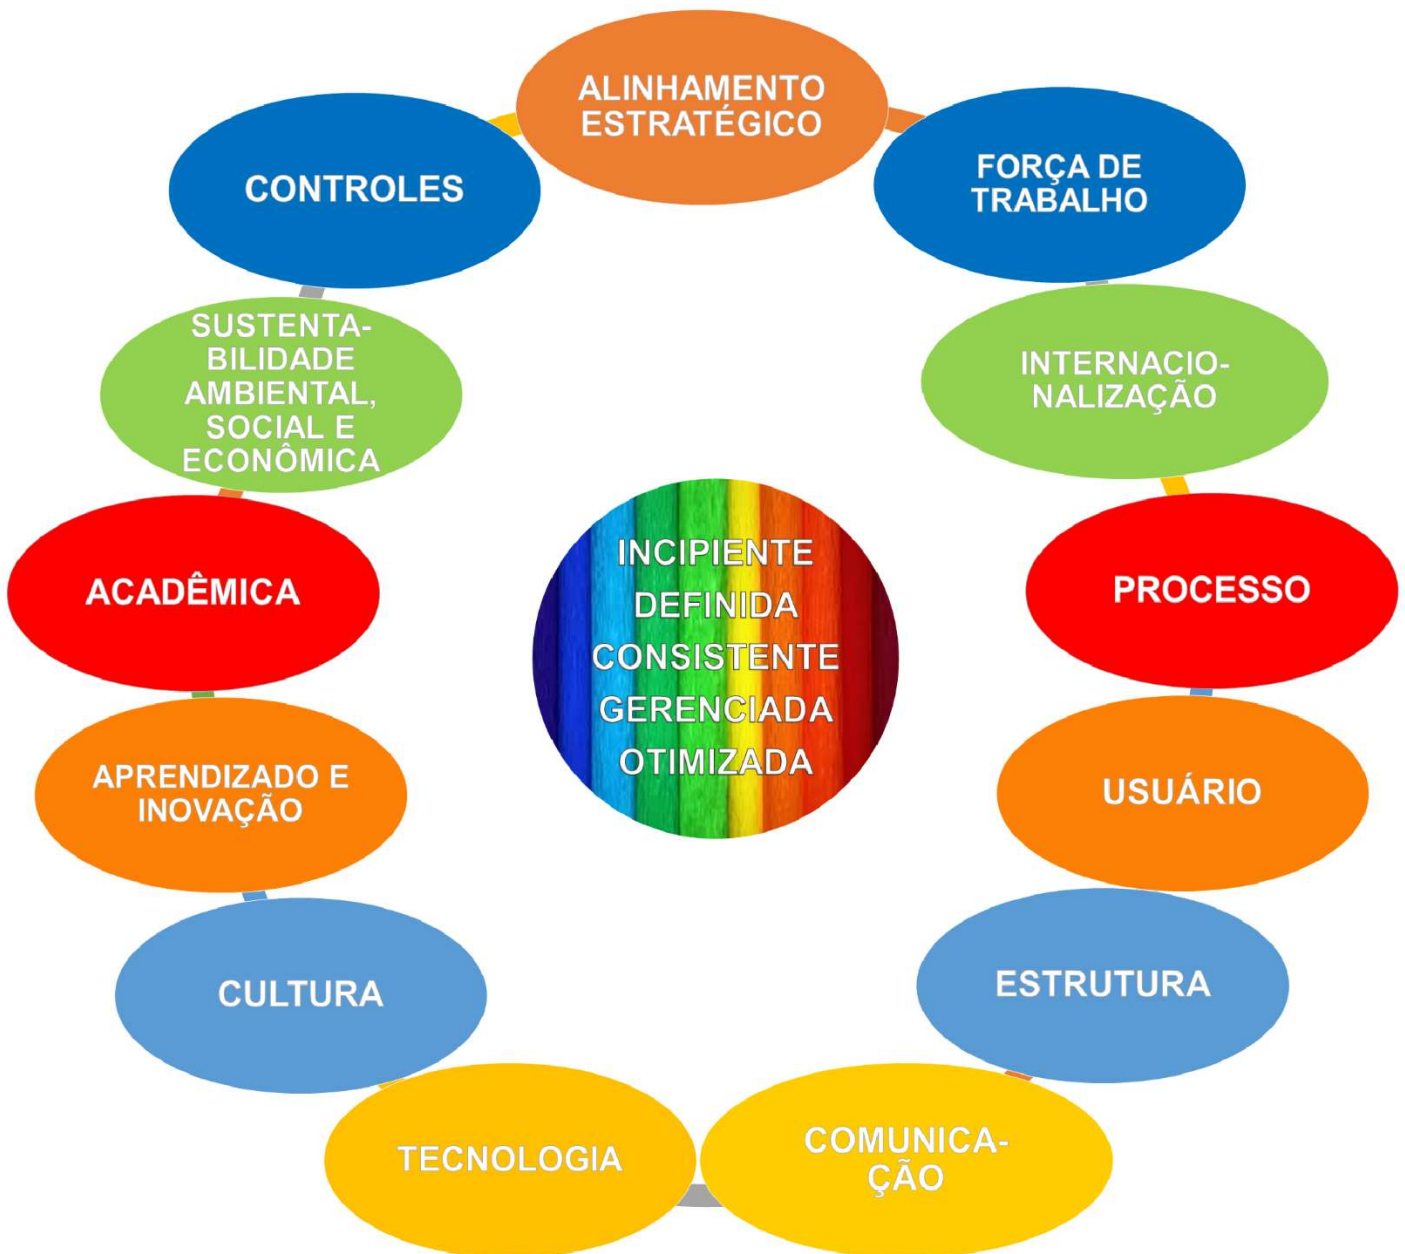 ALINHAMENTO
ESTRATÉGICO
FORÇA DE
TRABALHO
INTERNACIO-
NALIZAÇÃO
PROCESSO
USUÁRIO
ESTRUTURA
COMUNICA-
ÇÃO
TECNOLOGIA
CULTURA
APRENDIZADO E
INOVAÇÃO
ACADÊMICA
SUSTENTA-
BILIDADE
AMBIENTAL,
SOCIAL E
ECONÔMICA
CONTROLES
INCIPIENTE
DEFINIDA
CONSISTENTE
GERENCIADA
OTIMIZADA